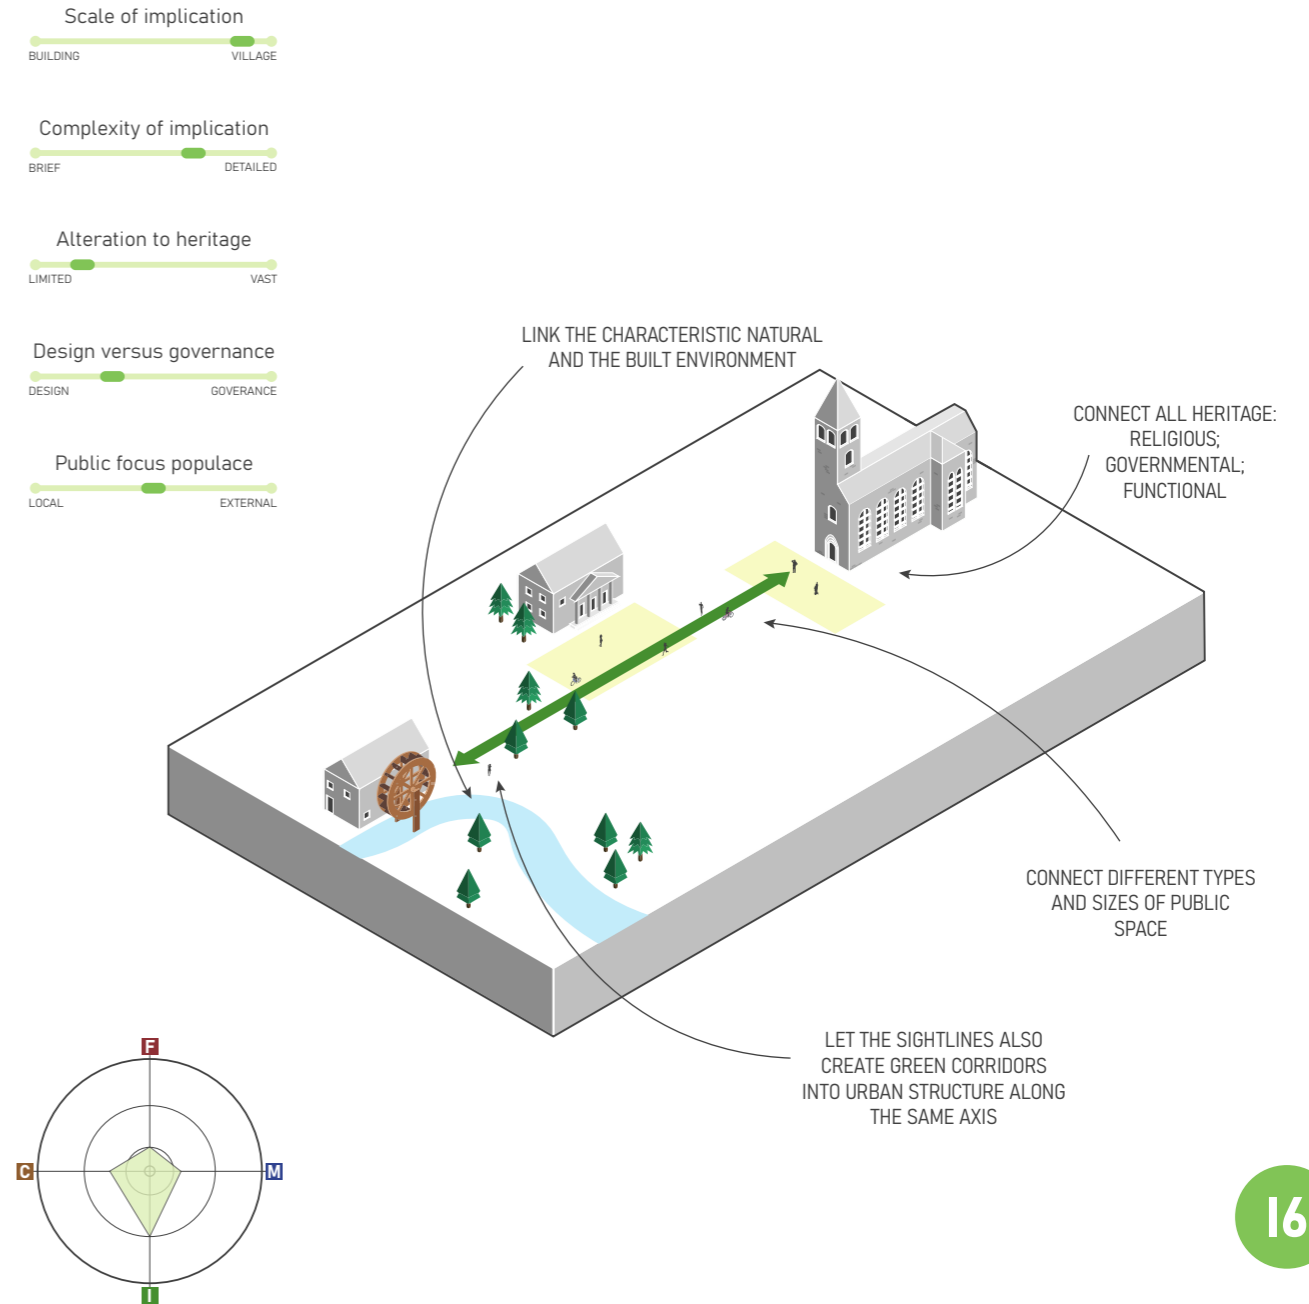 Scale of implication
BUILDING VILLAGE
Complexity of implication
BRIEF DETAILED
Alteration to heritage
LIMITED VAST
Design versus governance
DESIGN GOVERANCE
Public focus populace
LOCAL EXTERNAL
LINK THE CHARACTERISTIC NATURAL
AND THE BUILT ENVIRONMENT
CONNECT ALL HERITAGE:
RELIGIOUS;
GOVERNMENTAL;
FUNCTIONAL
CONNECT DIFFERENT TYPES
AND SIZES OF PUBLIC
SPACE
LET THE SIGHTLINES ALSO
CREATE GREEN CORRIDORS
INTO URBAN STRUCTURE ALONG
THE SAME AXIS
F
C M
I
I6